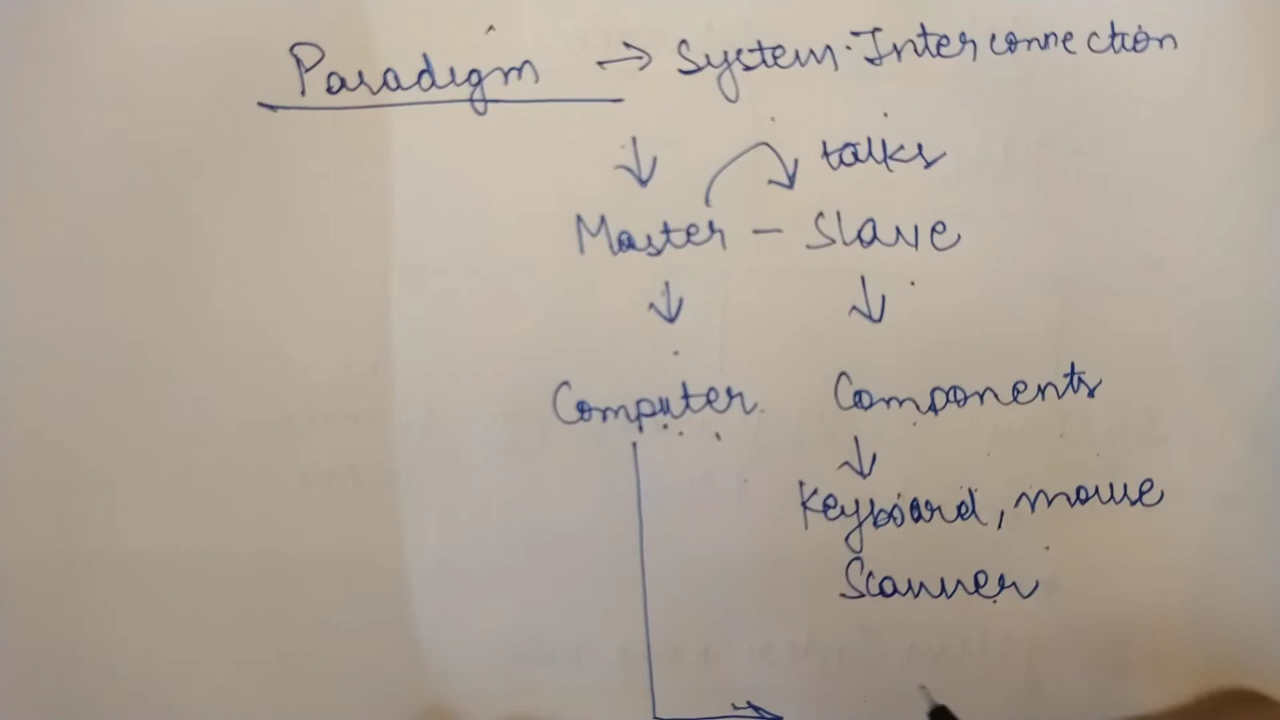 Paradigm → System Interconnection
↓ talks
Master - Slave
↓ ↓
Computer Components
↓
Keyboard, mouse
Scanner